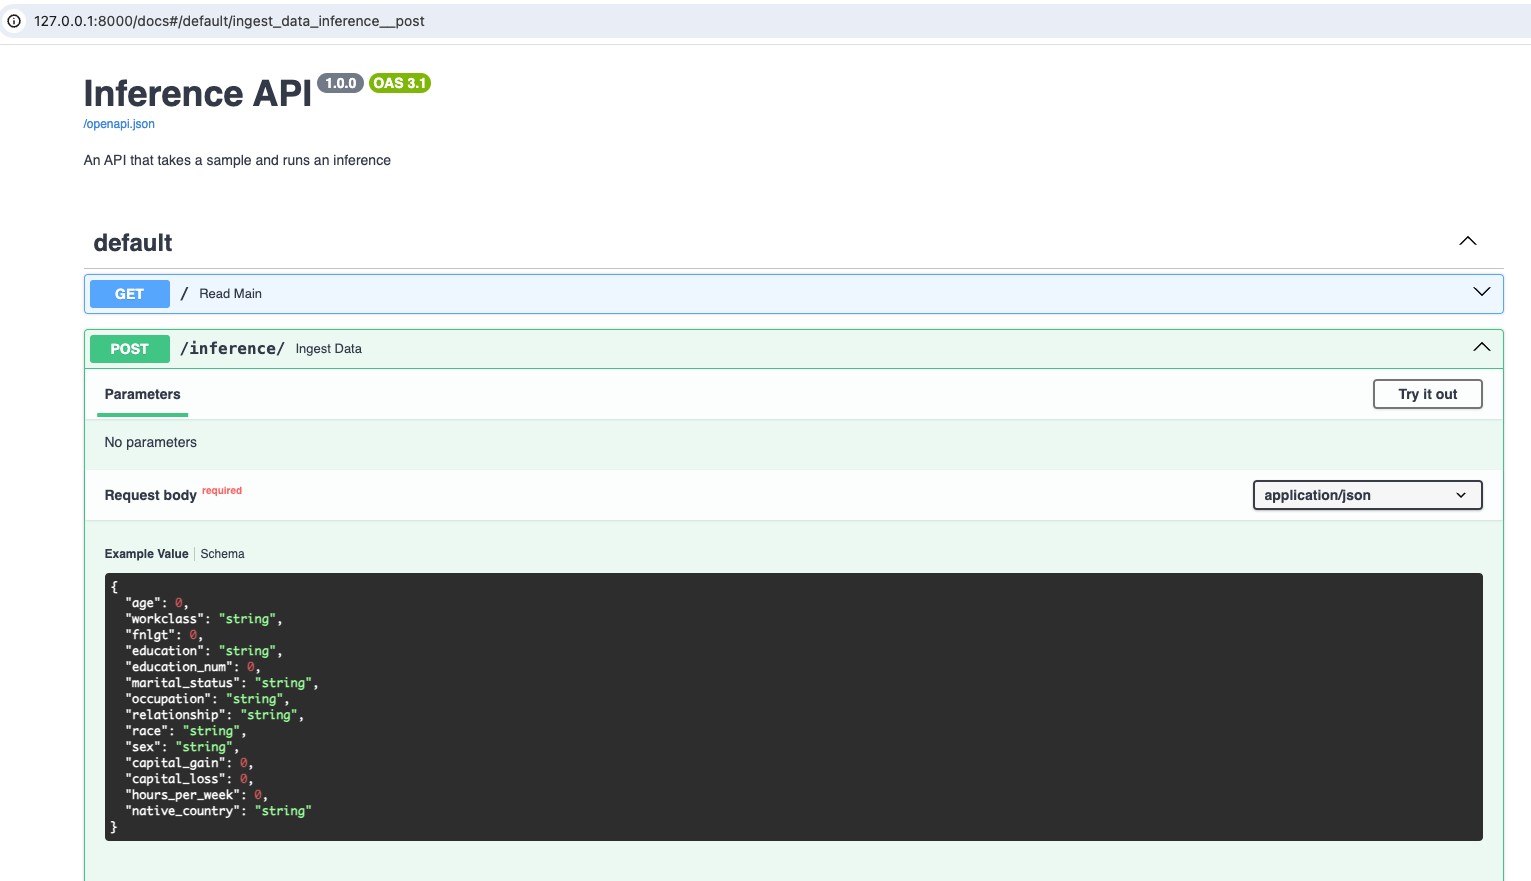 127.0.0.1:8000/docs#/default/ingest_data_inference__post
Inference API 1.0.0 OAS 3.1
/openapi.json
An API that takes a sample and runs an inference
default
GET / Read Main
POST /inference/ Ingest Data
Parameters Try it out
No parameters
Request body required application/json
Example Value Schema
{
"age": 0,
"workclass": "string",
"fnlgt": 0,
"education": "string",
"education_num": 0,
"marital_status": "string",
"occupation": "string",
"relationship": "string",
"race": "string",
"sex": "string",
"capital_gain": 0,
"capital_loss": 0,
"hours_per_week": 0,
"native_country": "string"
}